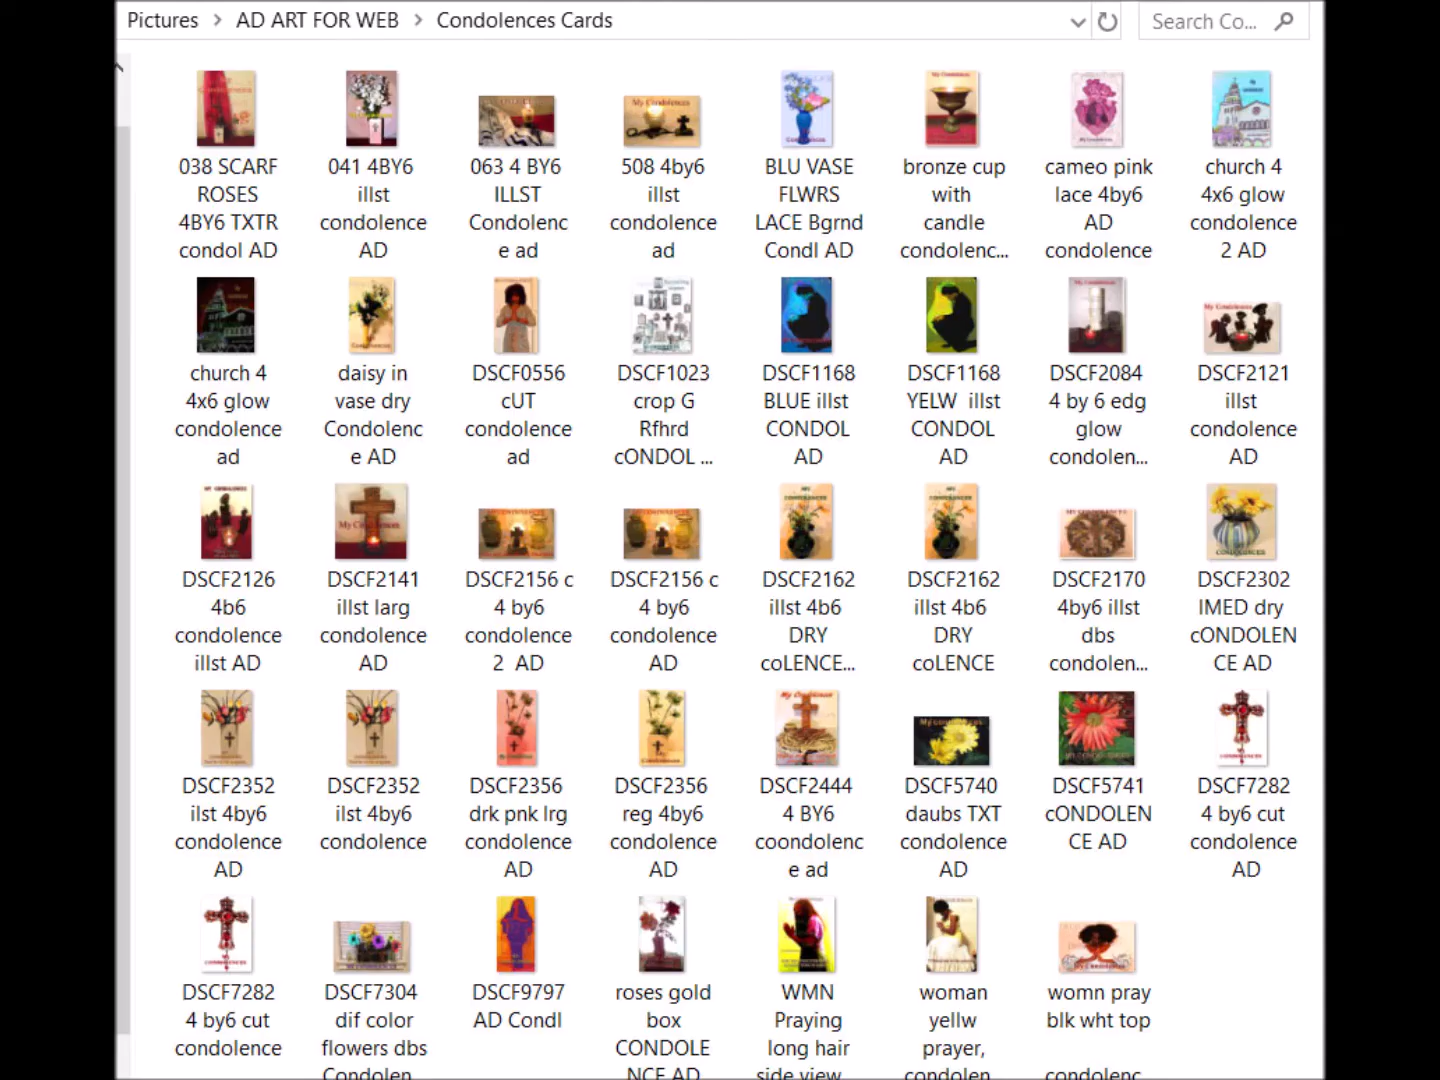 Pictures > AD ART FOR WEB > Condolences Cards
Search Co...
038 SCARF
ROSES
4BY6 TXTR
condol AD
041 4BY6
illst
condolence
AD
063 4 BY6
ILLST
Condolenc
e ad
508 4by6
illst
condolence
ad
BLU VASE
FLWRS
LACE Bgrnd
Condl AD
bronze cup
with
candle
condolenc...
cameo pink
lace 4by6
AD
condolence
church 4
4x6 glow
condolence
2 AD
church 4
4x6 glow
condolence
ad
daisy in
vase dry
Condolenc
e AD
DSCF0556
cUT
condolence
ad
DSCF1023
crop G
Rfhrd
cONDOL ...
DSCF1168
BLUE illst
CONDOL
AD
DSCF1168
YELW illst
CONDOL
AD
DSCF2084
4 by 6 edg
glow
condolen...
DSCF2121
illst
condolence
AD
DSCF2126
4b6
condolence
illst AD
DSCF2141
illst larg
condolence
AD
DSCF2156 c
4 by6
condolence
2 AD
DSCF2156 c
4 by6
condolence
AD
DSCF2162
illst 4b6
DRY
coLENCE...
DSCF2162
illst 4b6
DRY
coLENCE
DSCF2170
4by6 illst
dbs
condolen...
DSCF2302
IMED dry
cONDOLEN
CE AD
DSCF2352
ilst 4by6
condolence
AD
DSCF2352
ilst 4by6
condolence
DSCF2356
drk pnk lrg
condolence
AD
DSCF2356
reg 4by6
condolence
AD
DSCF2444
4 BY6
coondolenc
e ad
DSCF5740
daubs TXT
condolence
AD
DSCF5741
cONDOLEN
CE AD
DSCF7282
4 by6 cut
condolence
AD
DSCF7282
4 by6 cut
condolence
DSCF7304
dif color
flowers dbs
Condolen
DSCF9797
AD Condl
roses gold
box
CONDOLE
NCE AD
WMN
Praying
long hair
side view
woman
yellw
prayer,
condolen
womn pray
blk wht top
condolenc